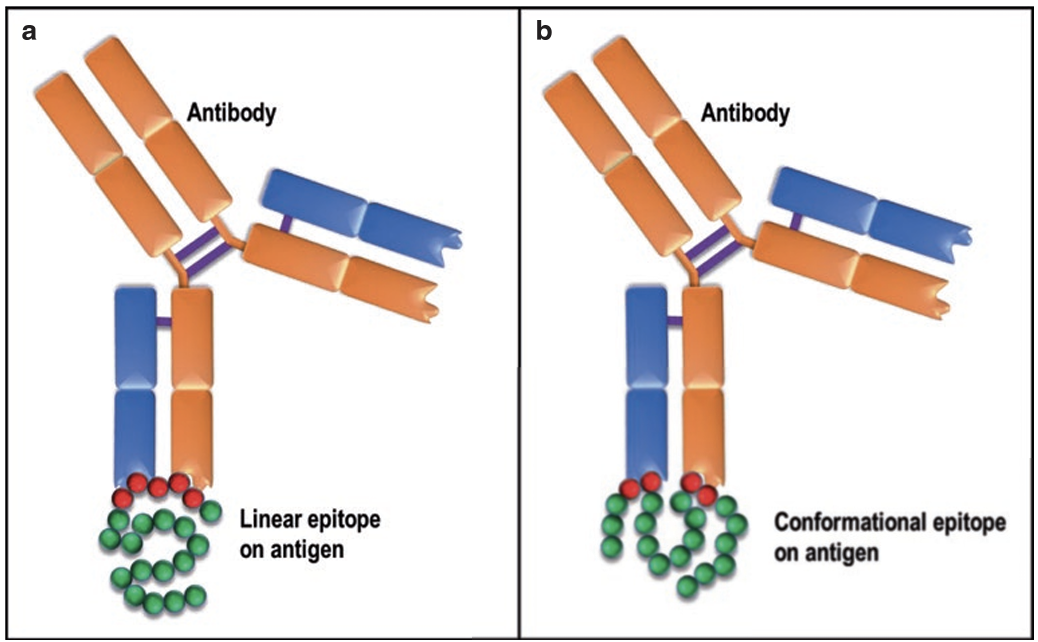 a
Antibody
Linear epitope
on antigen
b
Antibody
Conformational epitope
on antigen